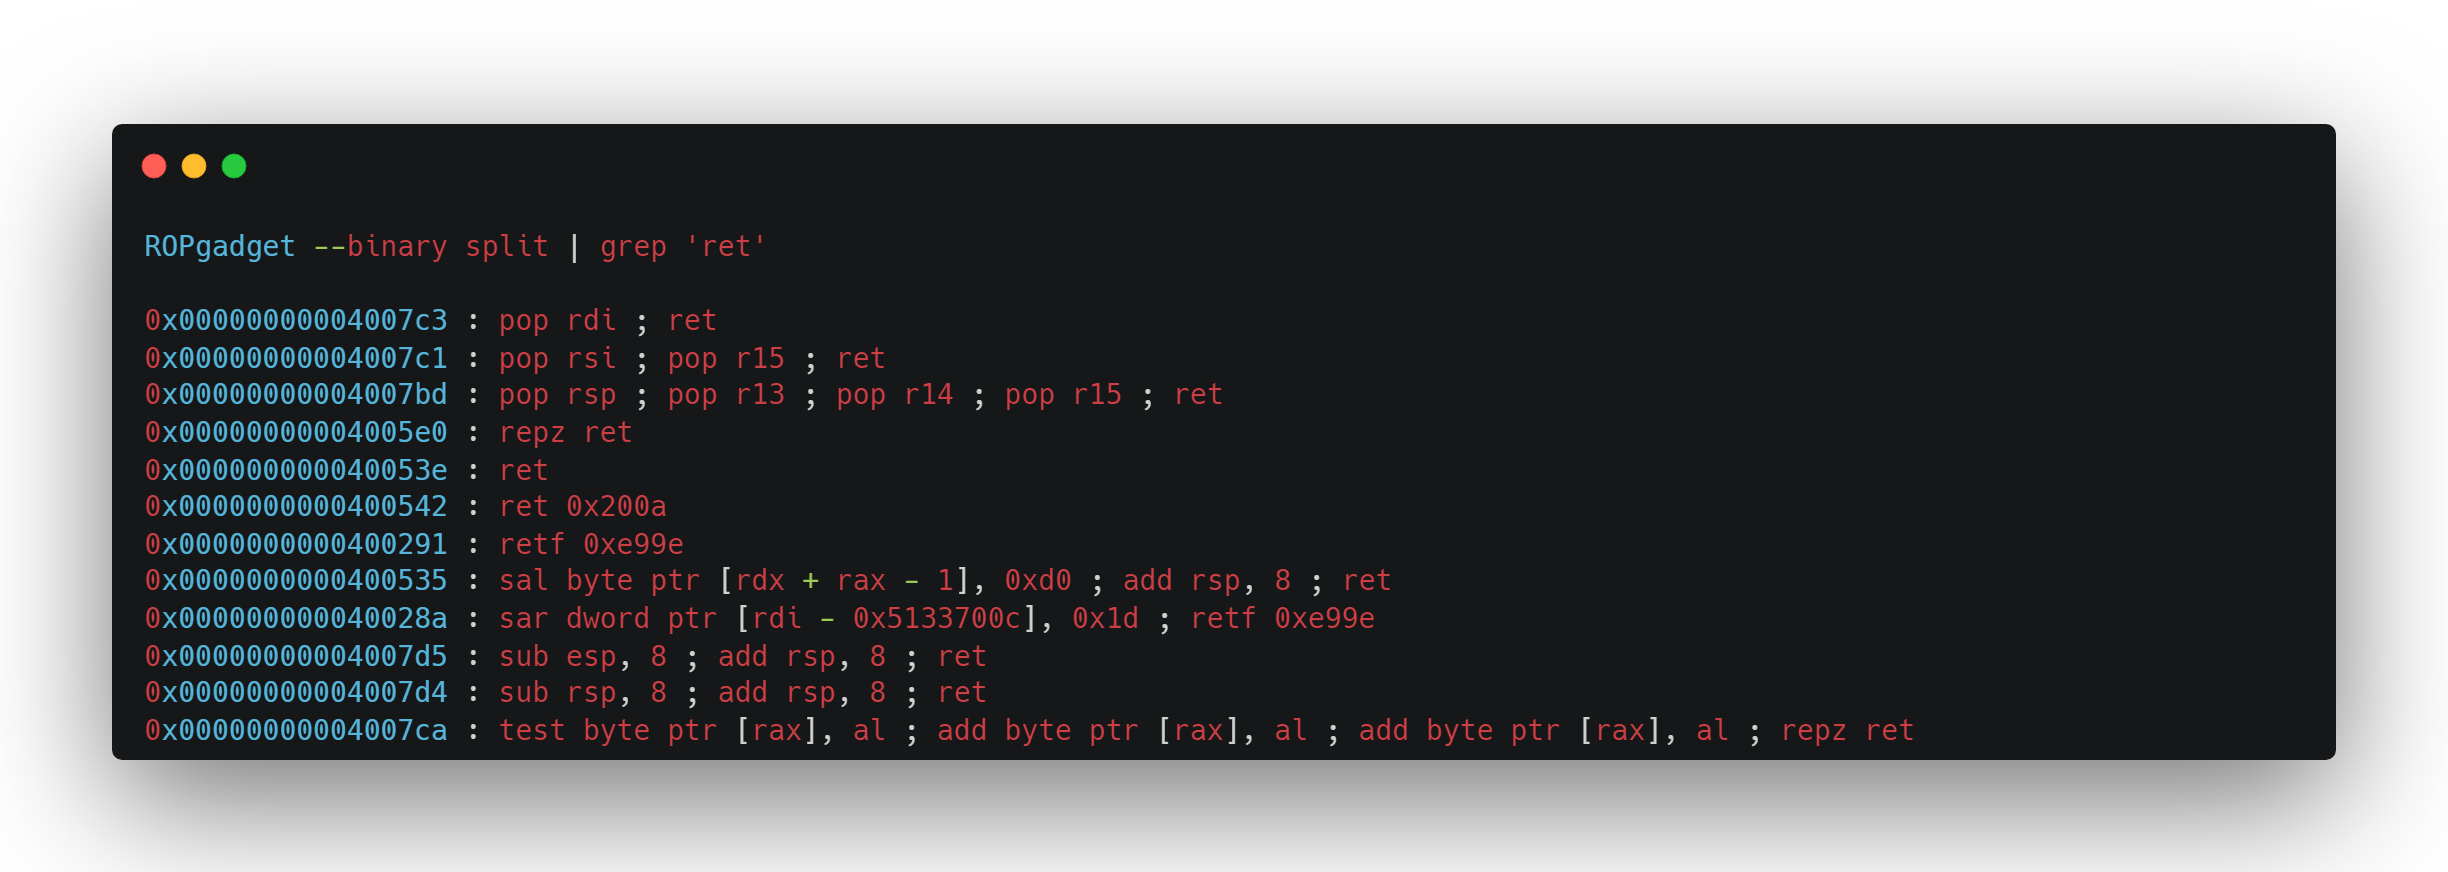 ROPgadget --binary split | grep 'ret'
0x00000000004007c3 : pop rdi ; ret
0x00000000004007c1 : pop rsi ; pop r15 ; ret
0x00000000004007bd : pop rsp ; pop r13 ; pop r14 ; pop r15 ; ret
0x00000000004005e0 : repz ret
0x000000000040053e : ret
0x0000000000400542 : ret 0x200a
0x0000000000400291 : retf 0xe99e
0x0000000000400535 : sal byte ptr [rdx + rax - 1], 0xd0 ; add rsp, 8 ; ret
0x000000000040028a : sar dword ptr [rdi - 0x5133700c], 0x1d ; retf 0xe99e
0x00000000004007d5 : sub esp, 8 ; add rsp, 8 ; ret
0x00000000004007d4 : sub rsp, 8 ; add rsp, 8 ; ret
0x00000000004007ca : test byte ptr [rax], al ; add byte ptr [rax], al ; add byte ptr [rax], al ; repz ret